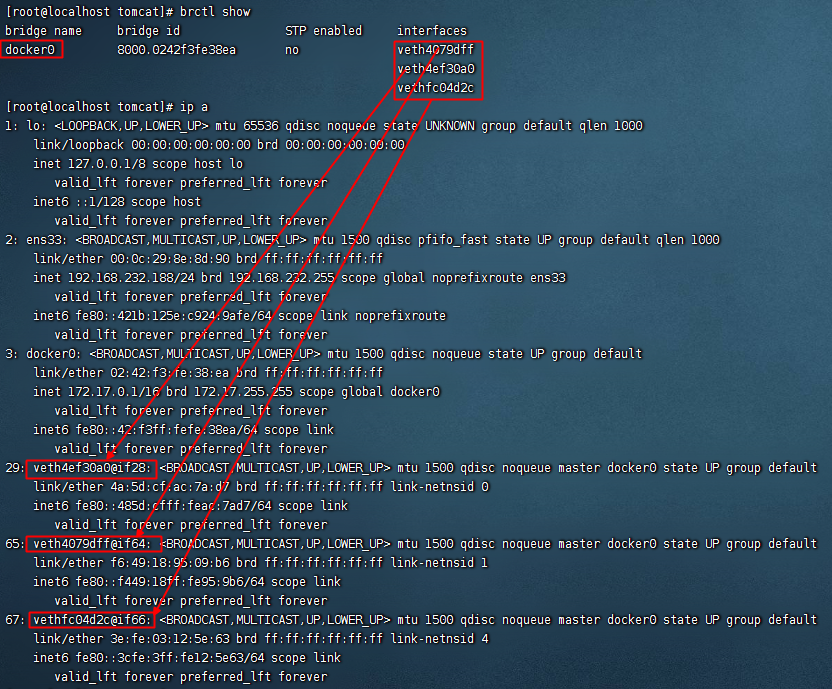 [root@localhost tomcat]# brctl show
bridge name bridge id STP enabled interfaces
docker0 8000.0242f3fe38ea no veth4079dff
veth4ef30a0
vethfc04d2c
[root@localhost tomcat]# ip a
1: lo: <LOOPBACK,UP,LOWER_UP> mtu 65536 qdisc noqueue state UNKNOWN group default qlen 1000
link/loopback 00:00:00:00:00:00 brd 00:00:00:00:00:00
inet 127.0.0.1/8 scope host lo
valid_lft forever preferred_lft forever
inet6 ::1/128 scope host
valid_lft forever preferred_lft forever
2: ens33: <BROADCAST,MULTICAST,UP,LOWER_UP> mtu 1500 qdisc pfifo_fast state UP group default qlen 1000
link/ether 00:0c:29:8e:8d:90 brd ff:ff:ff:ff:ff:ff
inet 192.168.232.188/24 brd 192.168.232.255 scope global noprefixroute ens33
valid_lft forever preferred_lft forever
inet6 fe80::421b:125e:c924:9afe/64 scope link noprefixroute
valid_lft forever preferred_lft forever
3: docker0: <BROADCAST,MULTICAST,UP,LOWER_UP> mtu 1500 qdisc noqueue state UP group default
link/ether 02:42:f3:fe:38:ea brd ff:ff:ff:ff:ff:ff
inet 172.17.0.1/16 brd 172.17.255.255 scope global docker0
valid_lft forever preferred_lft forever
inet6 fe80::42:f3ff:fefe:38ea/64 scope link
valid_lft forever preferred_lft forever
29: veth4ef30a0@if28: <BROADCAST,MULTICAST,UP,LOWER_UP> mtu 1500 qdisc noqueue master docker0 state UP group default
link/ether 4a:5d:cf:ac:7a:d7 brd ff:ff:ff:ff:ff:ff link-netnsid 0
inet6 fe80::485d:cfff:feac:7ad7/64 scope link
valid_lft forever preferred_lft forever
65: veth4079dff@if64: <BROADCAST,MULTICAST,UP,LOWER_UP> mtu 1500 qdisc noqueue master docker0 state UP group default
link/ether f6:49:18:95:09:b6 brd ff:ff:ff:ff:ff:ff link-netnsid 1
inet6 fe80::f449:18ff:fe95:9b6/64 scope link
valid_lft forever preferred_lft forever
67: vethfc04d2c@if66: <BROADCAST,MULTICAST,UP,LOWER_UP> mtu 1500 qdisc noqueue master docker0 state UP group default
link/ether 3e:fe:03:12:5e:63 brd ff:ff:ff:ff:ff:ff link-netnsid 4
inet6 fe80::3cfe:3ff:fe12:5e63/64 scope link
valid_lft forever preferred_lft forever